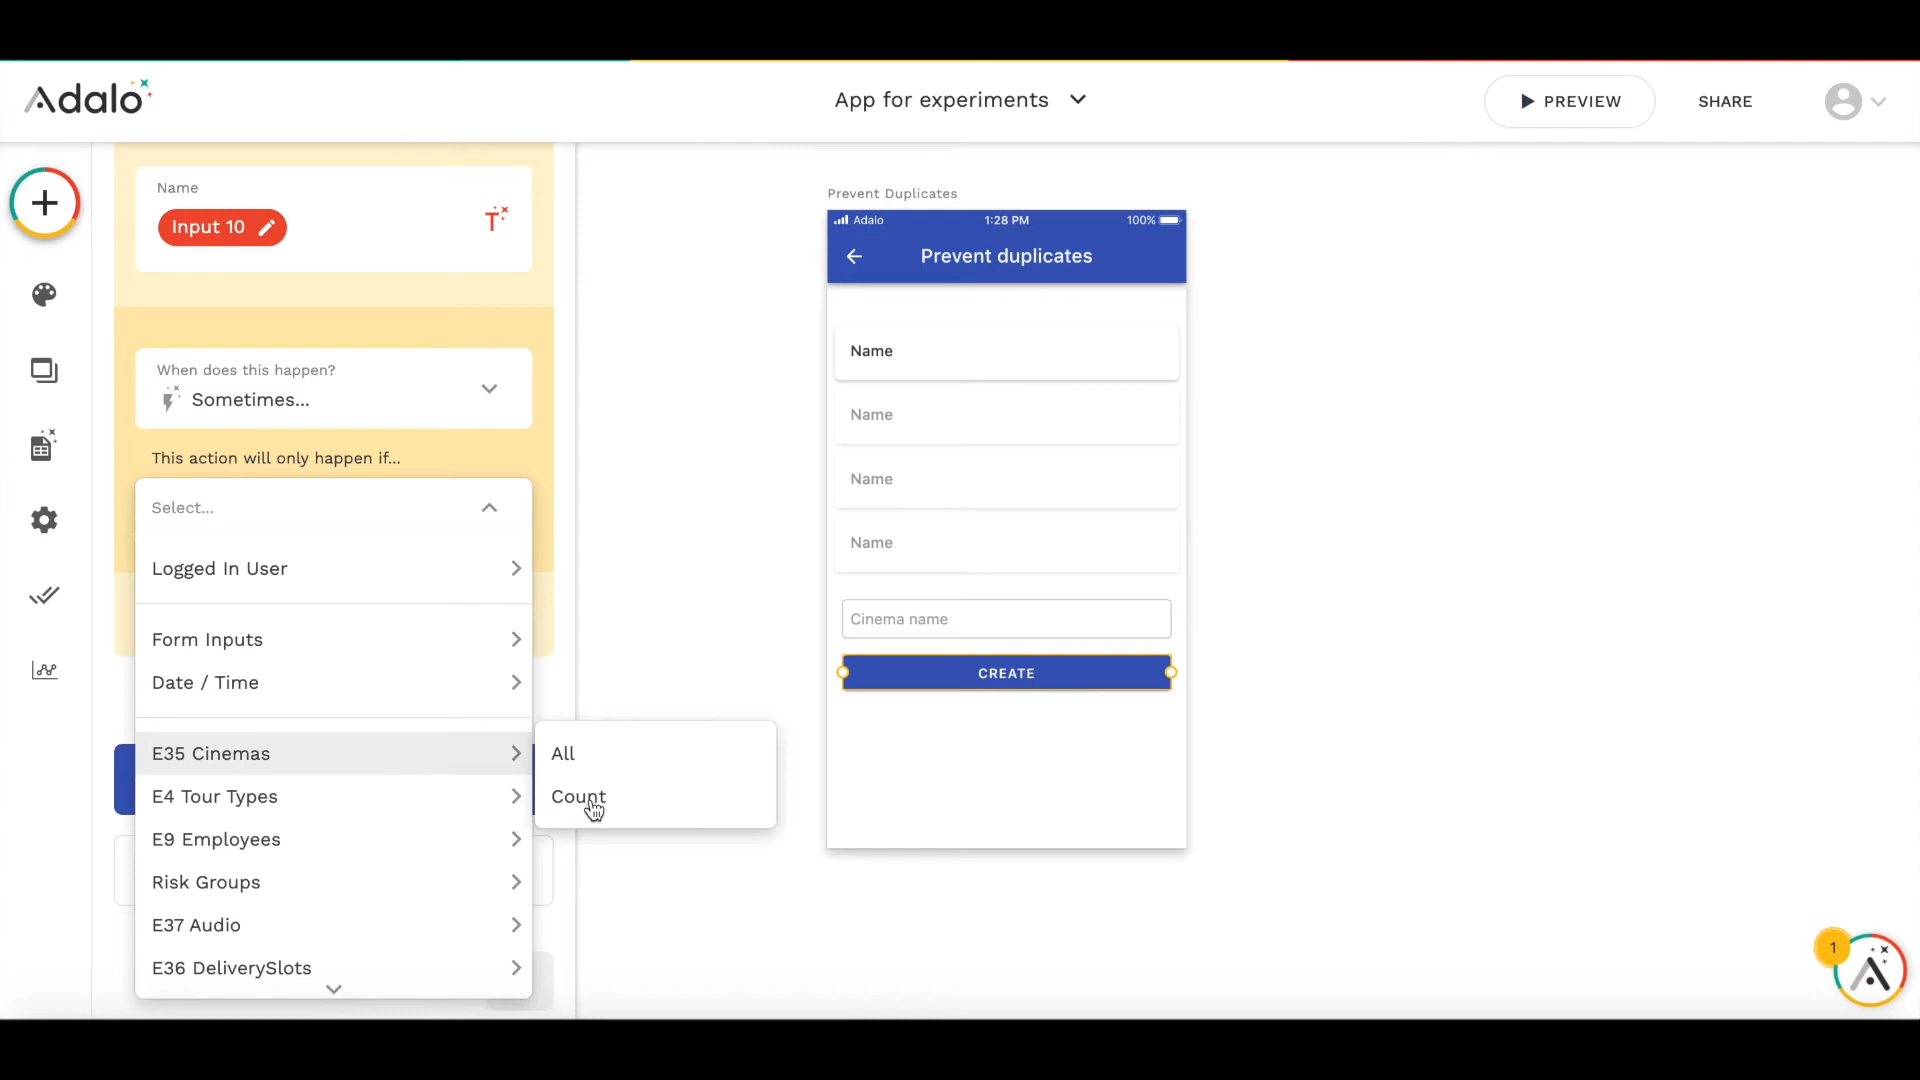 Adalo
App for experiments
PREVIEW
SHARE
Name
Input 10
T
When does this happen?
Sometimes...
This action will only happen if...
Select...
Logged In User
Form Inputs
Date / Time
E35 Cinemas
E4 Tour Types
E9 Employees
Risk Groups
E37 Audio
E36 DeliverySlots
All
Count
Prevent Duplicates
Adalo
1:28 PM
100%
Prevent duplicates
Name
Name
Name
Name
Cinema name
CREATE
1